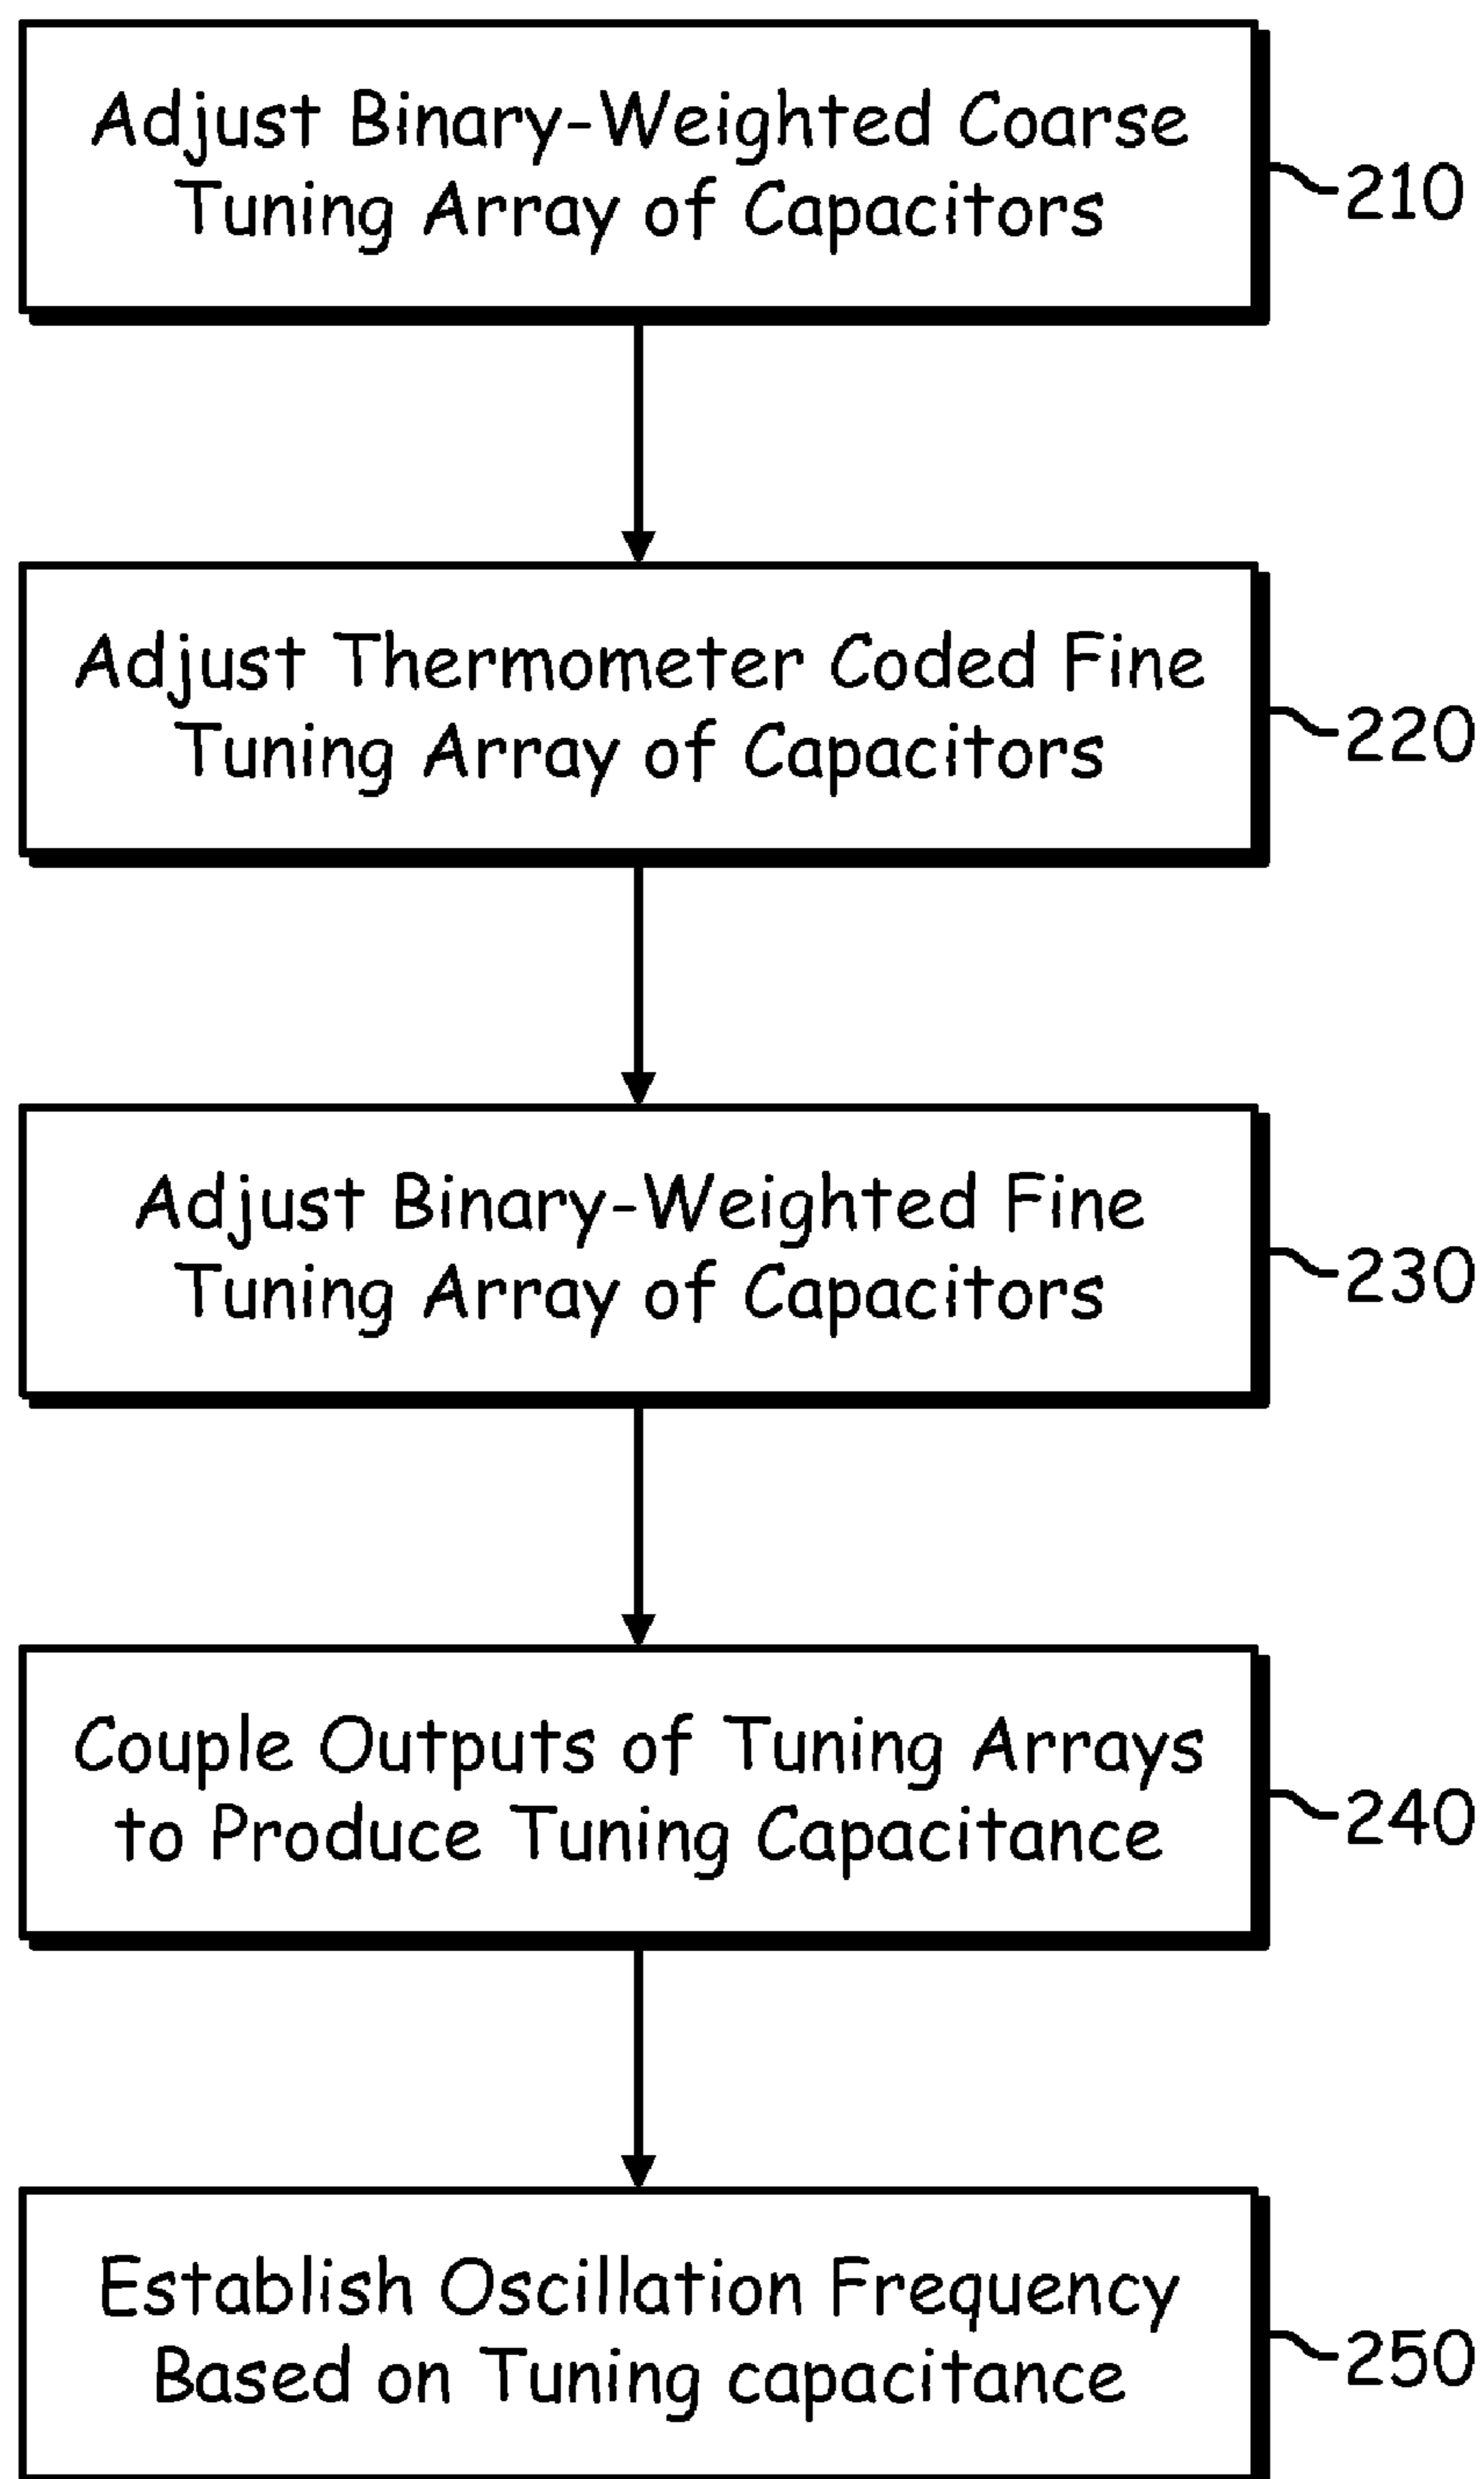 Adjust Binary-Weighted Coarse
Tuning Array of Capacitors
210
Adjust Thermometer Coded Fine
Tuning Array of Capacitors
220
Adjust Binary-Weighted Fine
Tuning Array of Capacitors
230
Couple Outputs of Tuning Arrays
to Produce Tuning Capacitance
240
Establish Oscillation Frequency
Based on Tuning capacitance
250